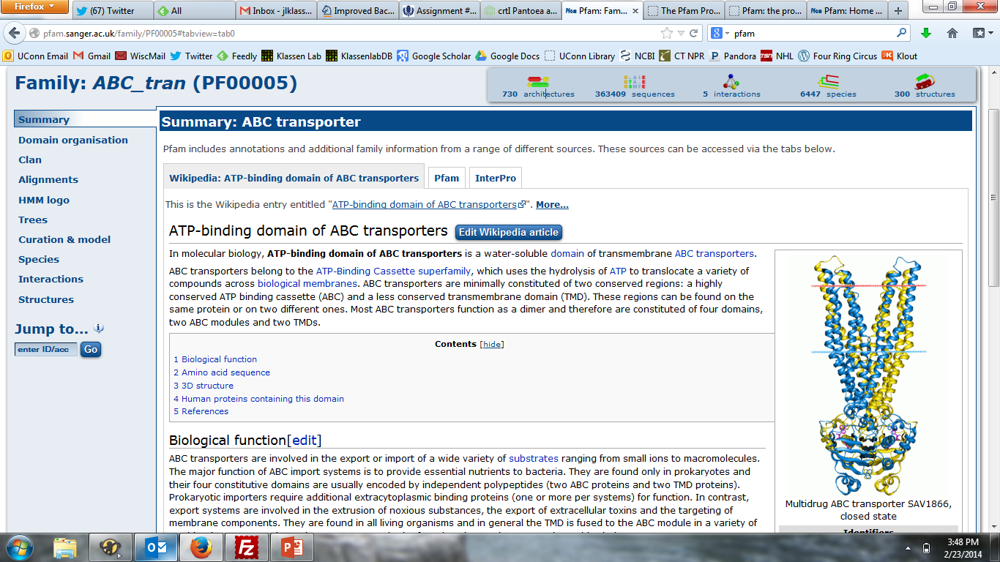 Firefox
(67) Twitter
All
Inbox - jlklass...
Improved Bac...
Assignment #...
crtI Pantoea a...
Pfam: Fam...
The Pfam Pro...
Pfam: the pro...
Pfam: Home ...
pfam.sanger.ac.uk/family/PF00005#tabview=tab0
pfam
UConn Email
Gmail
WiscMail
Twitter
Feedly
Klassen Lab
KlassenlabDB
Google Scholar
Google Docs
UConn Library
NCBI
CT NPR
Pandora
NHL
Four Ring Circus
Klout
Family: ABC_tran (PF00005)
730 architectures
363409 sequences
5 interactions
6447 species
300 structures
Summary
Domain organisation
Clan
Alignments
HMM logo
Trees
Curation & model
Species
Interactions
Structures
Jump to...
enter ID/acc
Go
Summary: ABC transporter
Pfam includes annotations and additional family information from a range of different sources. These sources can be accessed via the tabs below.
Wikipedia: ATP-binding domain of ABC transporters
Pfam
InterPro
This is the Wikipedia entry entitled "ATP-binding domain of ABC transporters". More...
ATP-binding domain of ABC transporters
Edit Wikipedia article
In molecular biology, ATP-binding domain of ABC transporters is a water-soluble domain of transmembrane ABC transporters.
ABC transporters belong to the ATP-Binding Cassette superfamily, which uses the hydrolysis of ATP to translocate a variety of
compounds across biological membranes. ABC transporters are minimally constituted of two conserved regions: a highly
conserved ATP binding cassette (ABC) and a less conserved transmembrane domain (TMD). These regions can be found on the
same protein or on two different ones. Most ABC transporters function as a dimer and therefore are constituted of four domains,
two ABC modules and two TMDs.
Contents [hide]
1 Biological function
2 Amino acid sequence
3 3D structure
4 Human proteins containing this domain
5 References
Biological function[edit]
ABC transporters are involved in the export or import of a wide variety of substrates ranging from small ions to macromolecules.
The major function of ABC import systems is to provide essential nutrients to bacteria. They are found only in prokaryotes and
their four constitutive domains are usually encoded by independent polypeptides (two ABC proteins and two TMD proteins).
Prokaryotic importers require additional extracytoplasmic binding proteins (one or more per systems) for function. In contrast,
export systems are involved in the extrusion of noxious substances, the export of extracellular toxins and the targeting of
membrane components. They are found in all living organisms and in general the TMD is fused to the ABC module in a variety of
Multidrug ABC transporter SAV1866,
closed state
Identifiers
3:48 PM
2/23/2014